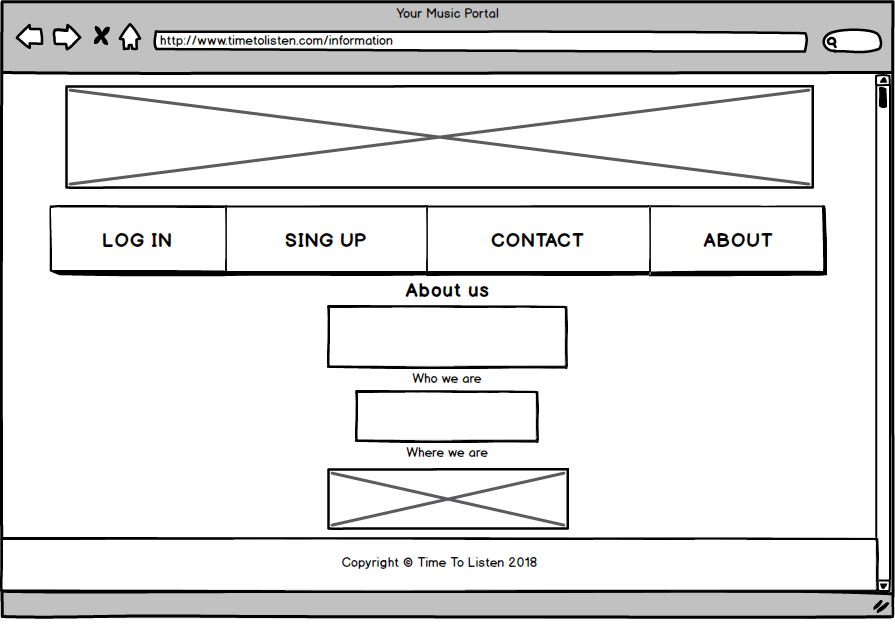 Your Music Portal
http://www.timetolisten.com/information
LOG IN
SING UP
CONTACT
ABOUT
About us
Who we are
Where we are
Copyright © Time To Listen 2018